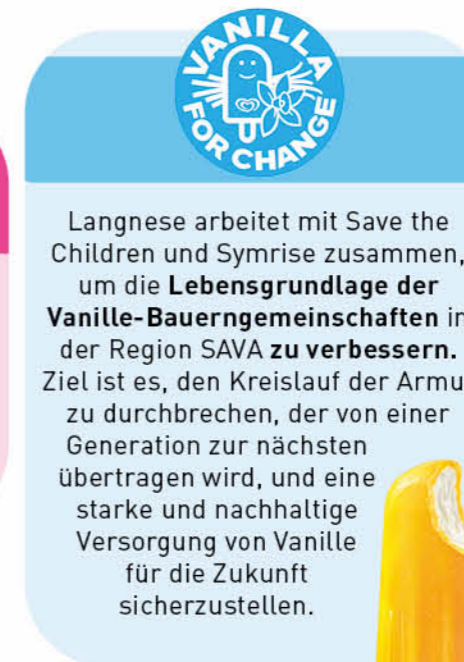 VANILLA
FOR CHANGE
Langnese arbeitet mit Save the
Children und Symrise zusammen,
um die Lebensgrundlage der
Vanille-Bauerngemeinschaften in
der Region SAVA zu verbessern.
Ziel ist es, den Kreislauf der Armu
zu durchbrechen, der von einer
Generation zur nächsten
übertragen wird, und eine
starke und nachhaltige
Versorgung von Vanille
für die Zukunft
sicherzustellen.